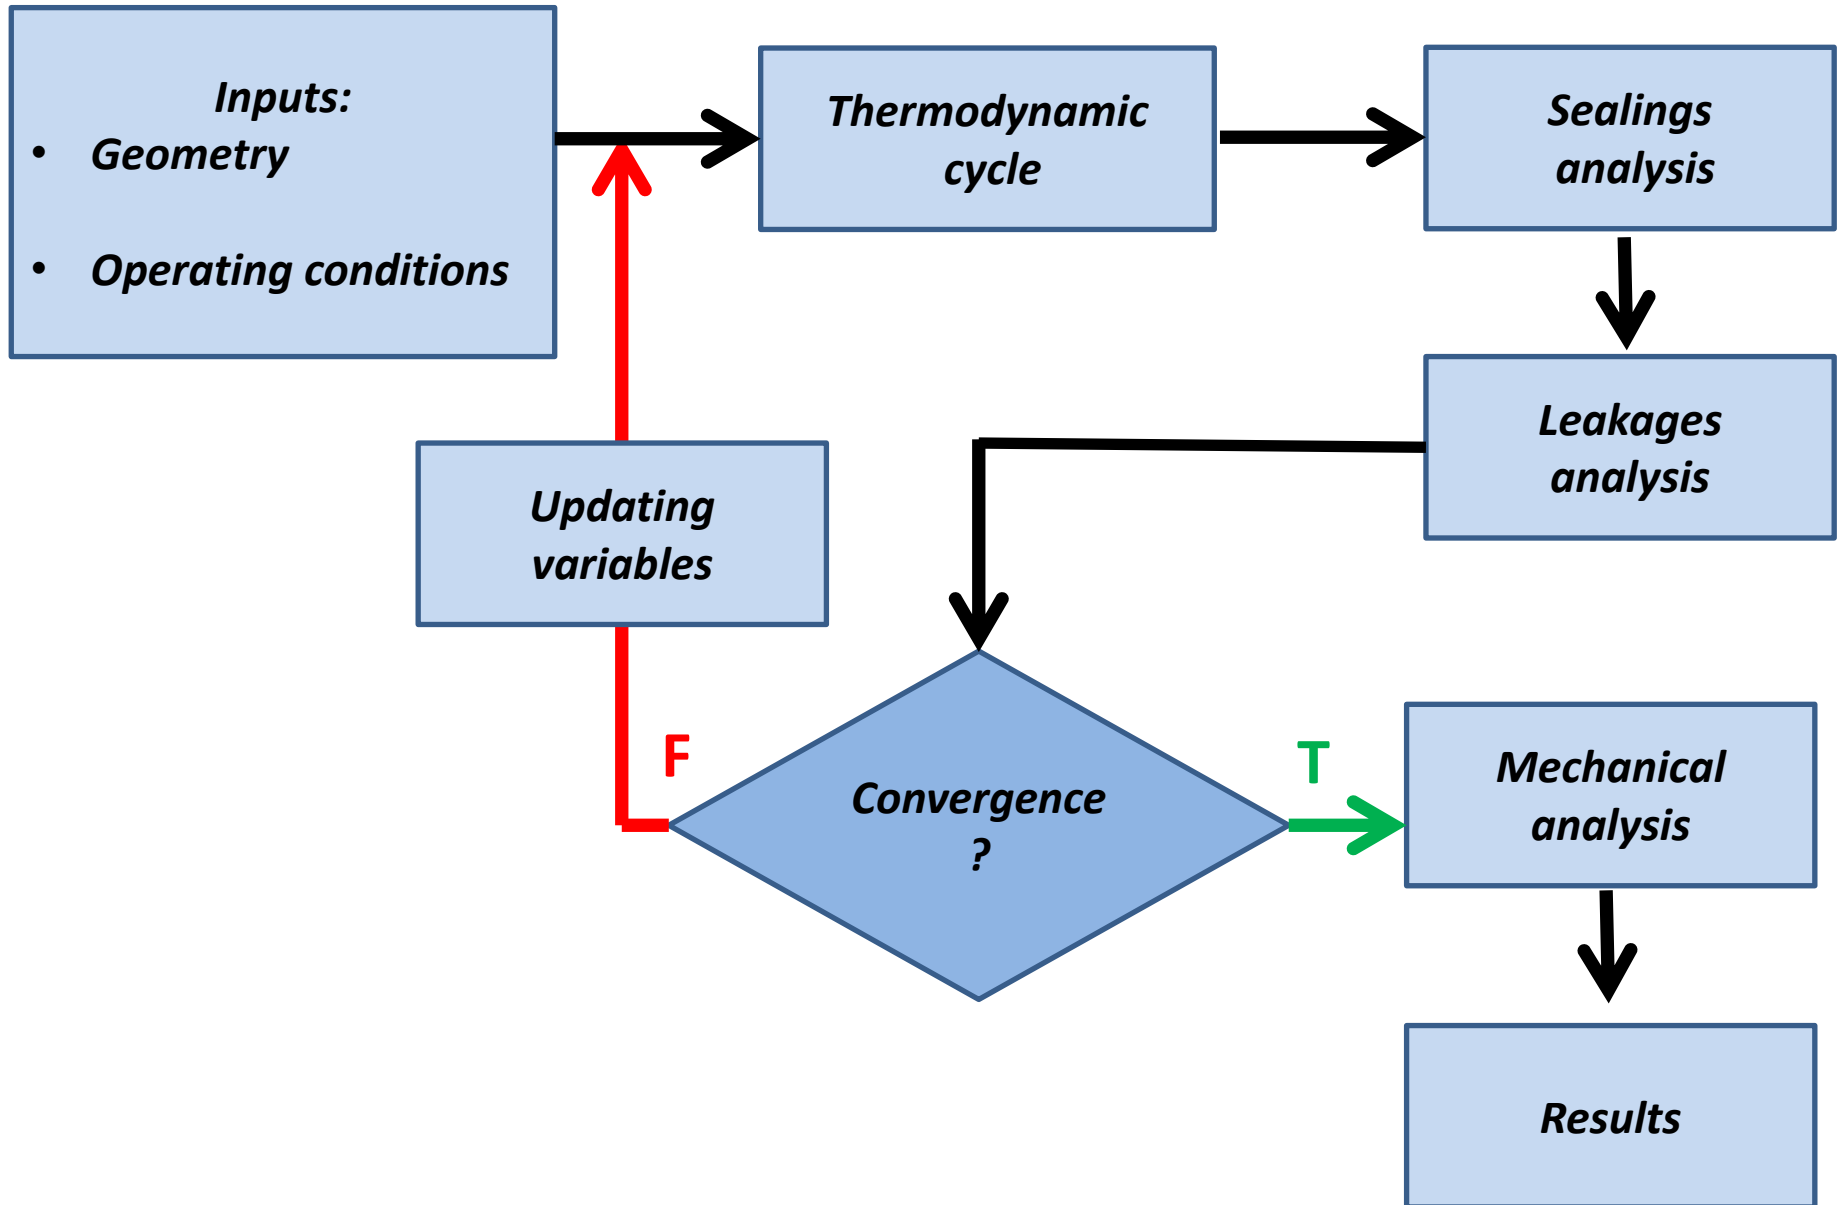 Inputs:
• Geometry
• Operating conditions
Thermodynamic
cycle
Sealings
analysis
Leakages
analysis
Updating
variables
F
Convergence
?
T
Mechanical
analysis
Results